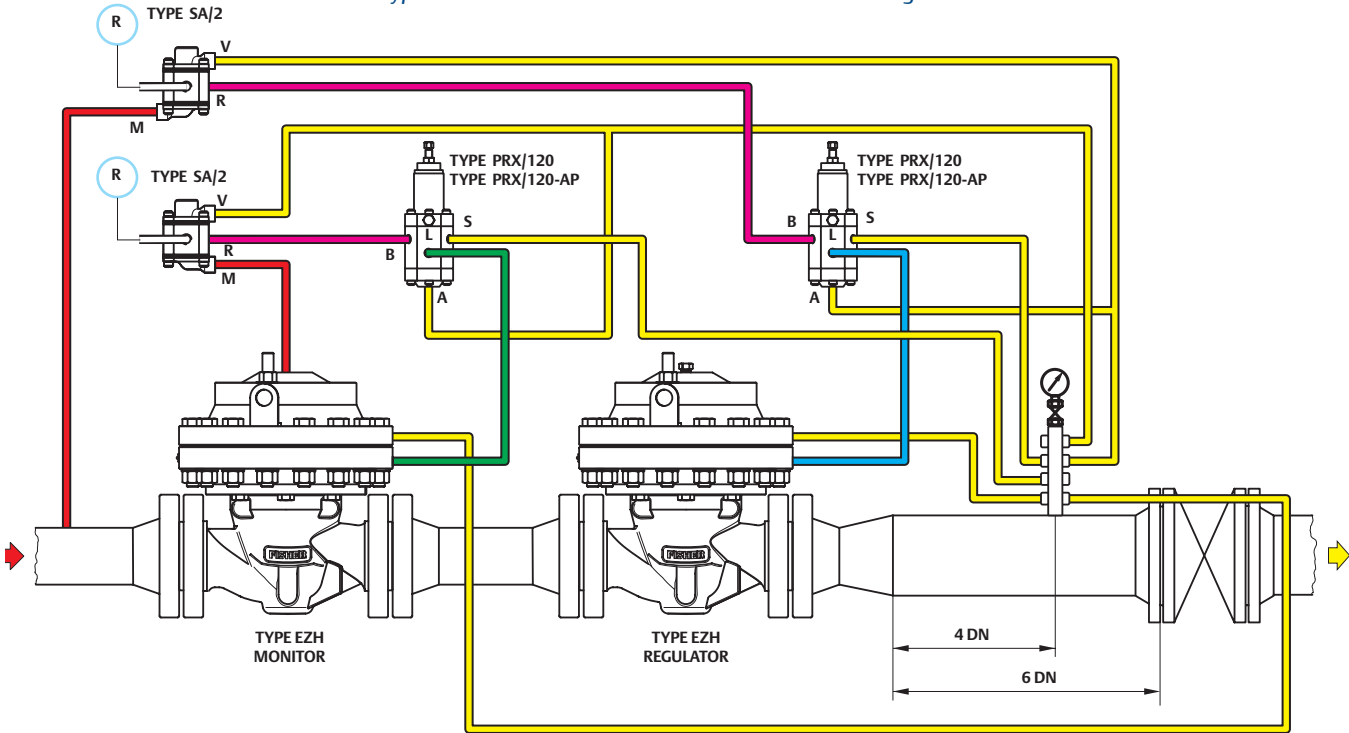 R
TYPE SA/2
V
R
M
R
TYPE SA/2
V
R
M
TYPE PRX/120
TYPE PRX/120-AP
S
L
B
A
TYPE PRX/120
TYPE PRX/120-AP
B
S
L
A
FISHER
FISHER
TYPE EZH
MONITOR
TYPE EZH
REGULATOR
4 DN
6 DN